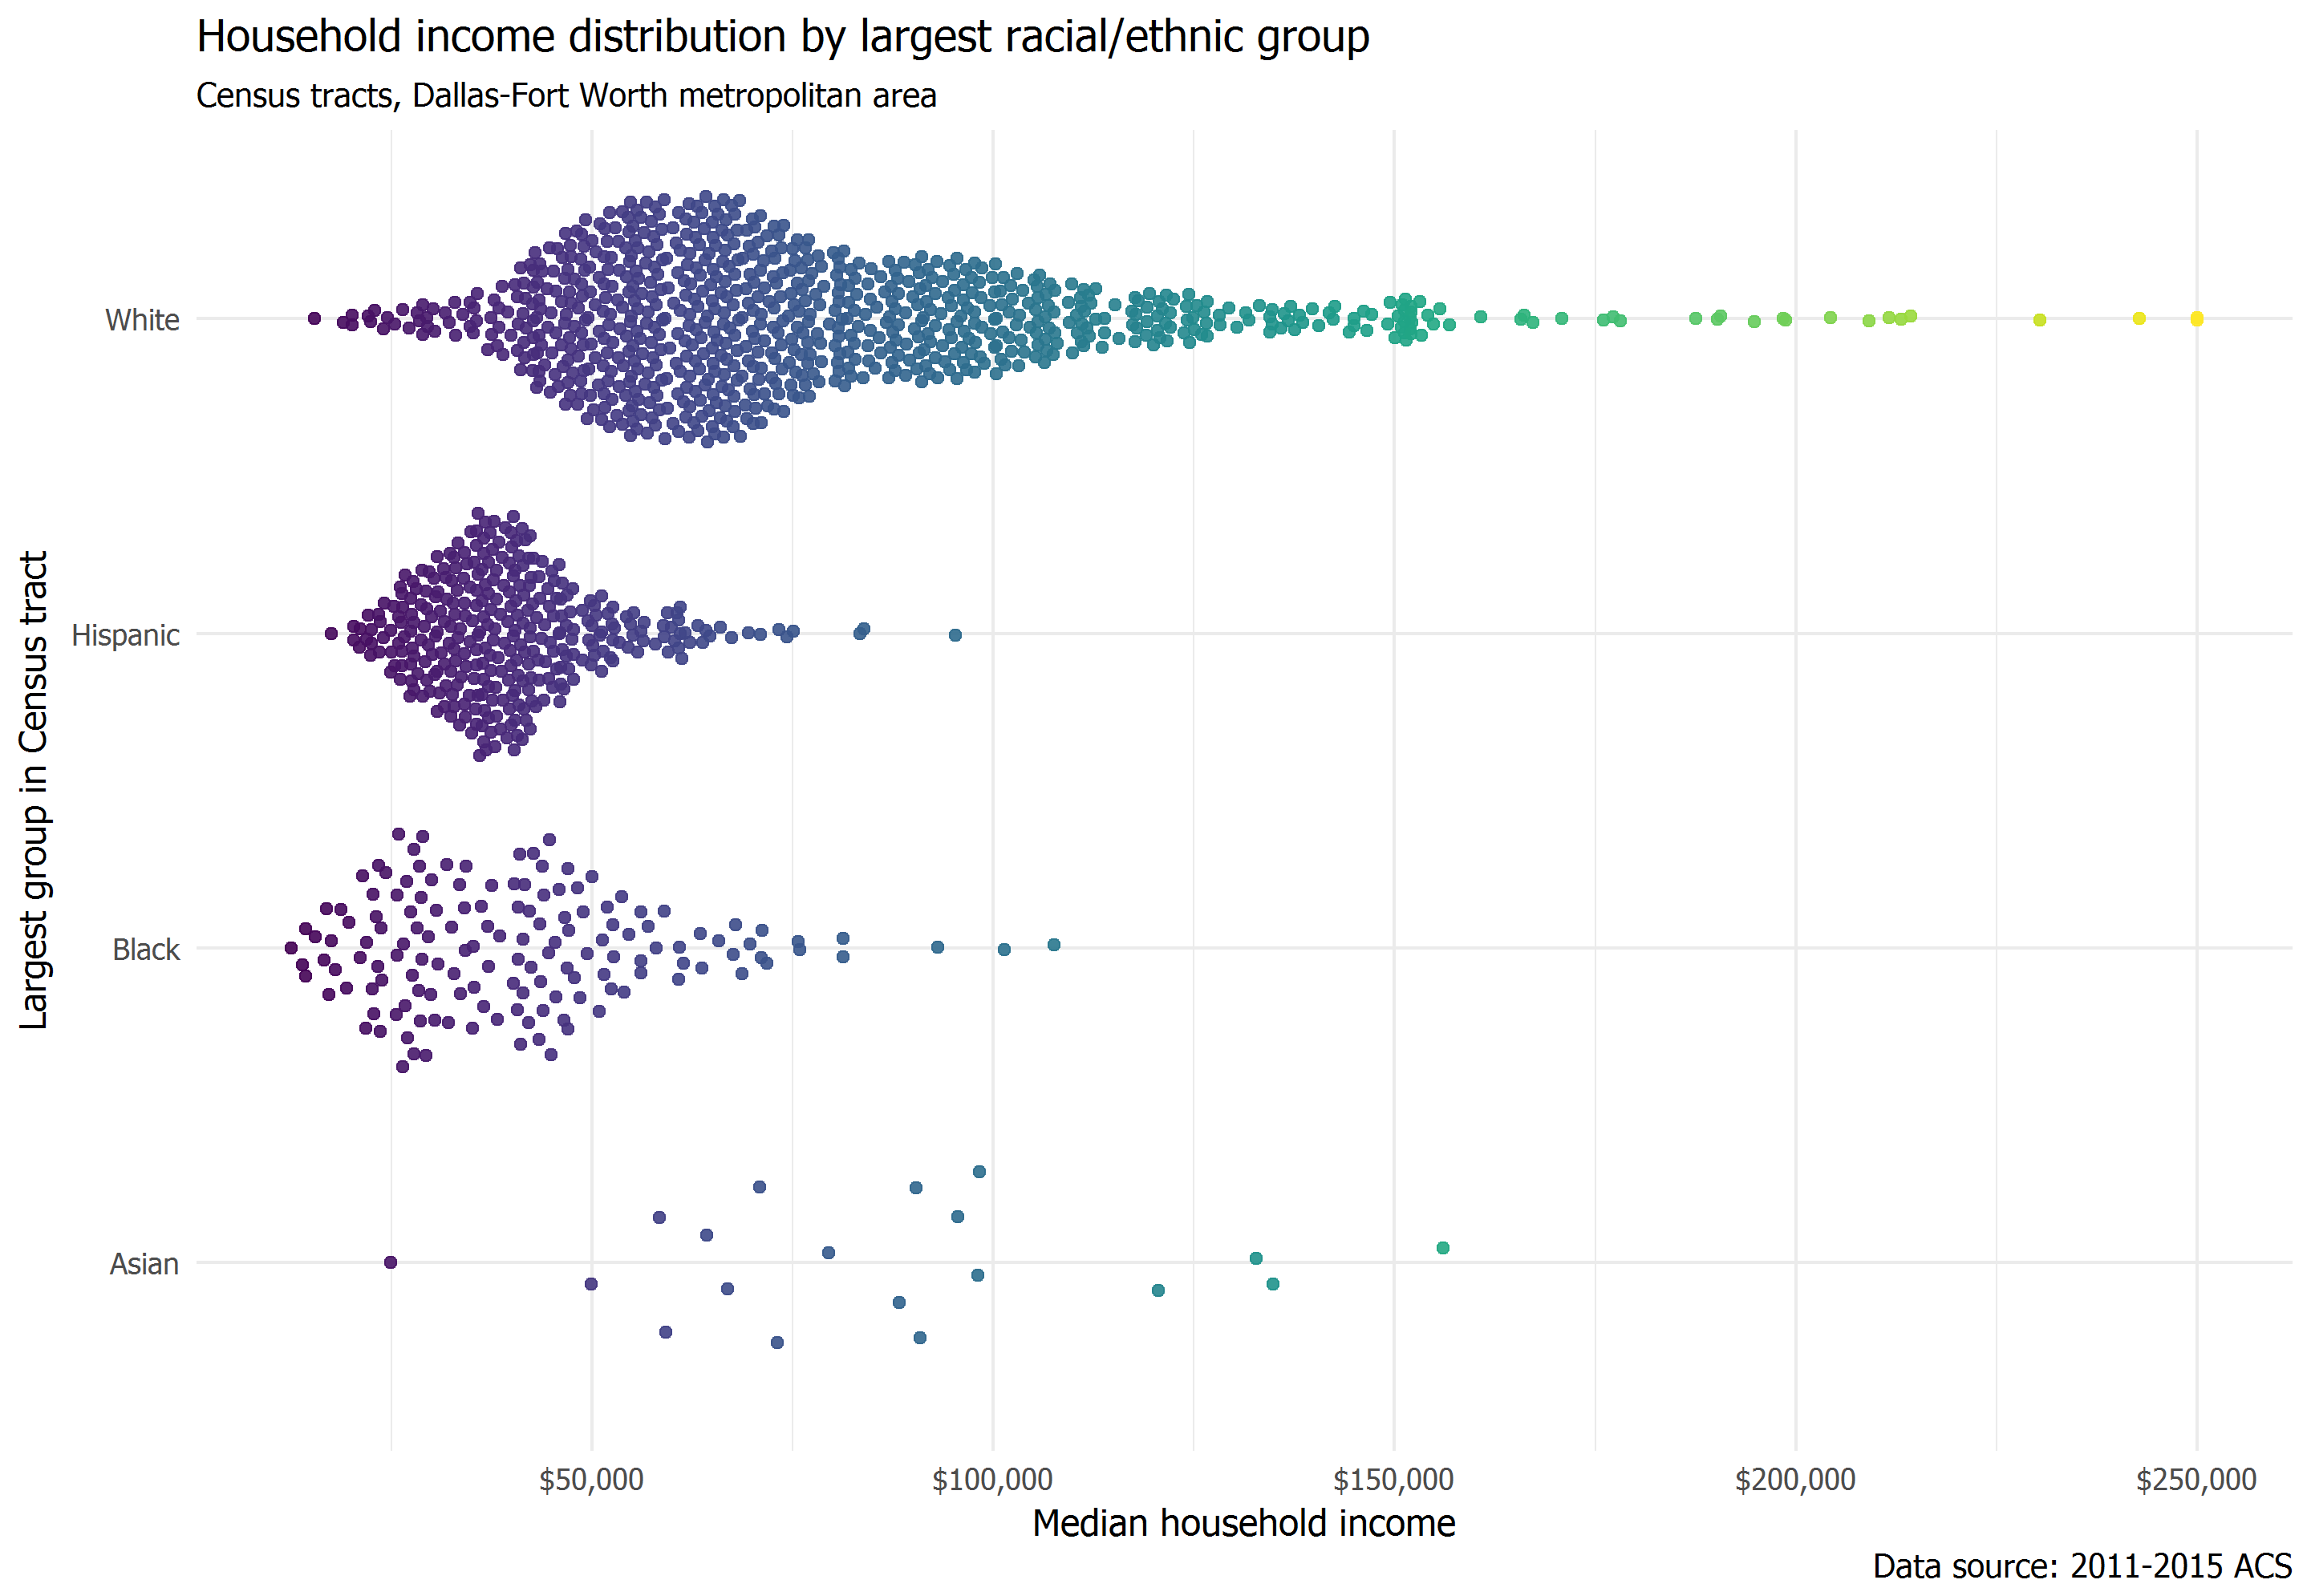 Household income distribution by largest racial/ethnic group
Census tracts, Dallas-Fort Worth metropolitan area
Largest group in Census tract
White
Hispanic
Black
Asian
$50,000
$100,000
$150,000
$200,000
$250,000
Median household income
Data source: 2011-2015 ACS